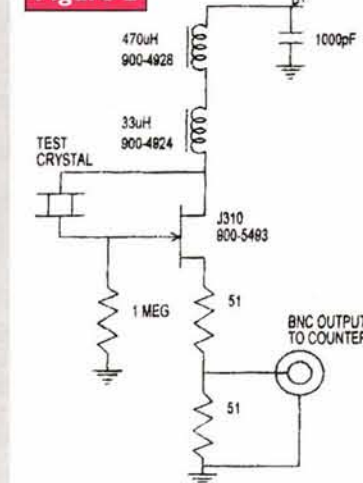 470uH
900-4928
1000pF
33uH
900-4924
TEST
CRYSTAL
J310
900-5493
1 MEG
51
BNC OUTPUT
TO COUNTER
51